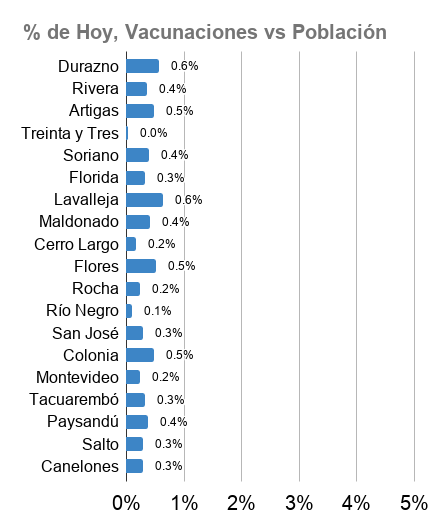 % de Hoy, Vacunaciones vs Población
Durazno 0.6%
Rivera 0.4%
Artigas 0.5%
Treinta y Tres 0.0%
Soriano 0.4%
Florida 0.3%
Lavalleja 0.6%
Maldonado 0.4%
Cerro Largo 0.2%
Flores 0.5%
Rocha 0.2%
Río Negro 0.1%
San José 0.3%
Colonia 0.5%
Montevideo 0.2%
Tacuarembó 0.3%
Paysandú 0.4%
Salto 0.3%
Canelones 0.3%
0% 1% 2% 3% 4% 5%